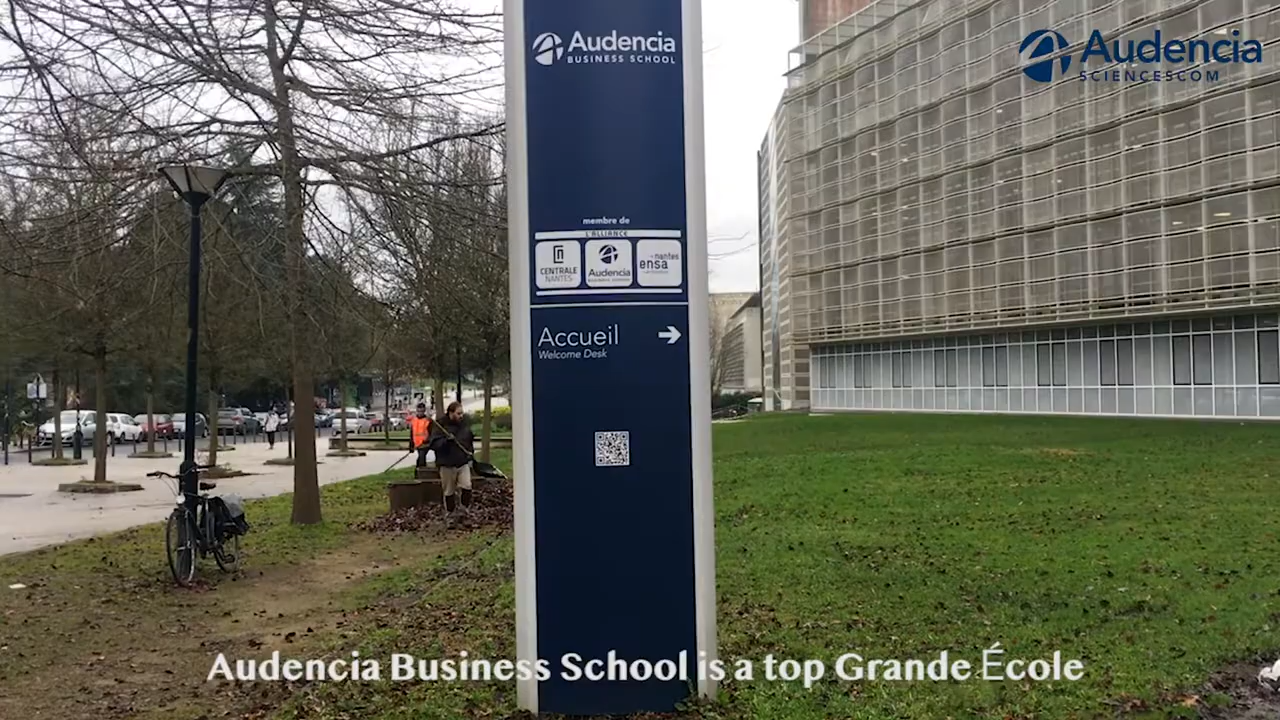 Audencia
BUSINESS SCHOOL
Audencia
SCIENCESCOM
membre de
L'ALLIANCE
CENTRALE
NANTES
Audencia
nantes
ensa
Accueil →
Welcome Desk
Audencia Business School is a top Grande École